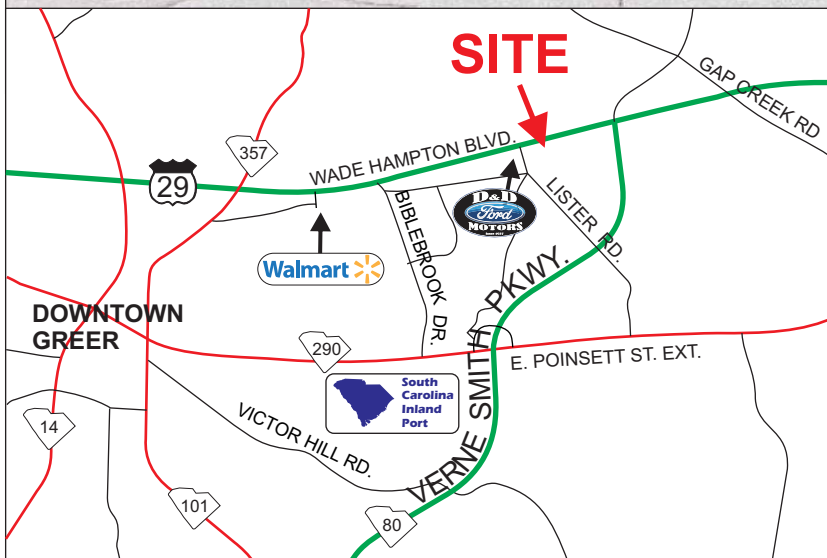 SITE
GAP CREEK RD
357
WADE HAMPTON BLVD.
29
D&D
Ford
MOTORS
LISTER RD.
BIBLEBROOK DR.
Walmart
VERNE SMITH PKWY.
DOWNTOWN
GREER
290
E. POINSETT ST. EXT.
South
Carolina
Inland
Port
VICTOR HILL RD.
14
101
80